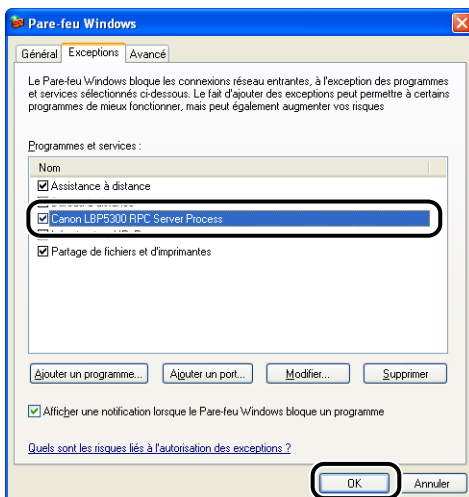 Pare-feu Windows
Général Exceptions Avancé
Le Pare-feu Windows bloque les connexions réseau entrantes, à l'exception des programmes
et services sélectionnés ci-dessous. Le fait d'ajouter des exceptions peut permettre à certains
programmes de mieux fonctionner, mais peut également augmenter vos risques
Programmes et services :
Nom
Assistance à distance
Canon LBP5300 RPC Server Process
Partage de fichiers et d'imprimantes
Ajouter un programme... Ajouter un port... Modifier... Supprimer
Afficher une notification lorsque le Pare-feu Windows bloque un programme
Quels sont les risques liés à l'autorisation des exceptions ?
OK Annuler